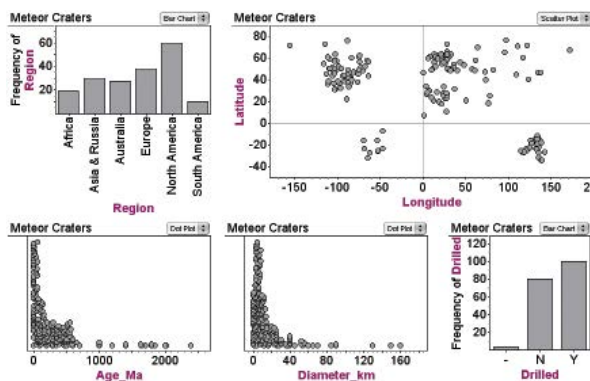 Meteor Craters
Bar Chart
Frequency of
Region
60
40
20
Africa
Asia & Russia
Australia
Europe
North America
South America
Region
Meteor Craters
Scatter Plot
Latitude
80
60
40
20
0
-20
-40
-150
-100
-50
0
50
100
150
200
Longitude
Meteor Craters
Dot Plot
0
1000
2000
Age_Ma
Meteor Craters
Dot Plot
0
40
80
120
160
Diameter_km
Meteor Craters
Bar Chart
Frequency of Drilled
120
100
80
60
40
20
-
N
Y
Drilled